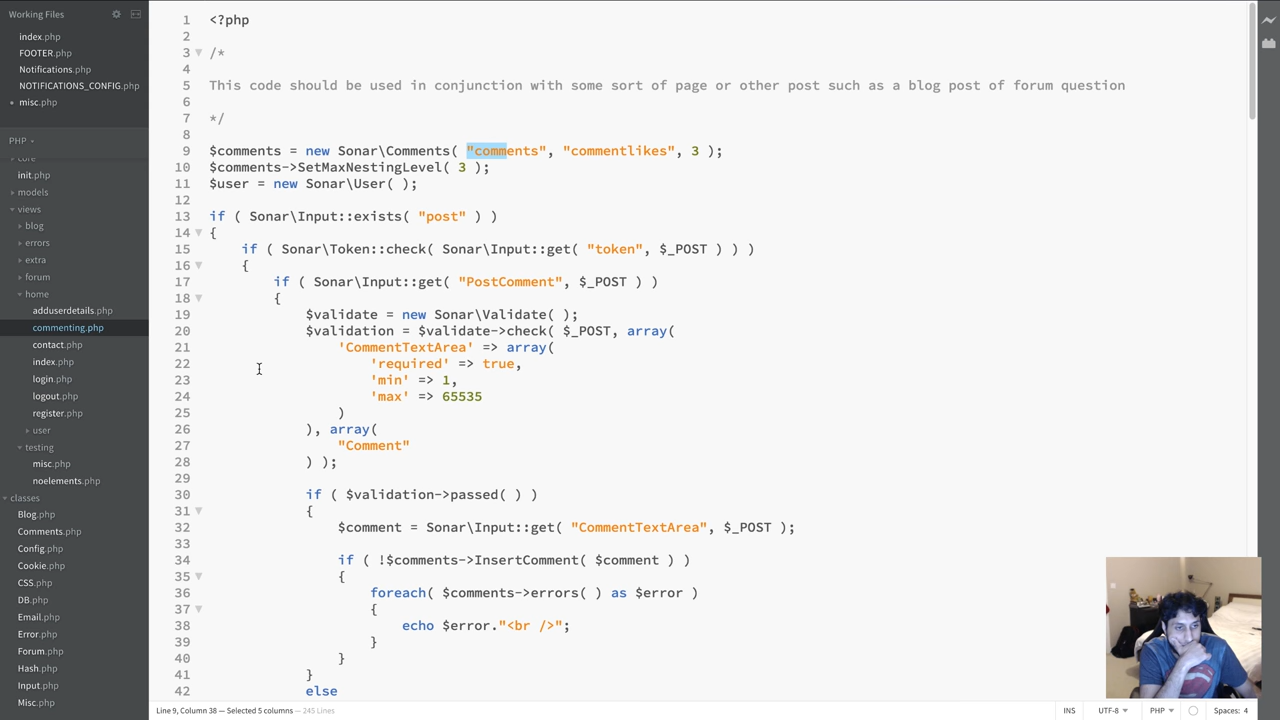 Working Files
index.php
FOOTER.php
Notifications.php
NOTIFICATIONS_CONFIG.php
misc.php
PHP
core
init.php
models
views
blog
errors
extra
forum
home
adduserdetails.php
commenting.php
contact.php
index.php
login.php
logout.php
register.php
user
testing
misc.php
noelements.php
classes
Blog.php
Comments.php
Config.php
Cookie.php
CSS.php
DB.php
Email.php
Error.php
Forum.php
Hash.php
Input.php
Misc.php
1 <?php
2
3 /*
4
5 This code should be used in conjunction with some sort of page or other post such as a blog post of forum question
6
7 */
8
9 $comments = new Sonar\Comments( "comments", "commentlikes", 3 );
10 $comments->SetMaxNestingLevel( 3 );
11 $user = new Sonar\User( );
12
13 if ( Sonar\Input::exists( "post" ) )
14 {
15 if ( Sonar\Token::check( Sonar\Input::get( "token", $_POST ) ) )
16 {
17 if ( Sonar\Input::get( "PostComment", $_POST ) )
18 {
19 $validate = new Sonar\Validate( );
20 $validation = $validate->check( $_POST, array(
21 'CommentTextArea' => array(
22 'required' => true,
23 'min' => 1,
24 'max' => 65535
25 )
26 ), array(
27 "Comment"
28 ) );
29
30 if ( $validation->passed( ) )
31 {
32 $comment = Sonar\Input::get( "CommentTextArea", $_POST );
33
34 if ( !$comments->InsertComment( $comment ) )
35 {
36 foreach( $comments->errors( ) as $error )
37 {
38 echo $error."<br />";
39 }
40 }
41 }
42 else
Line 9, Column 38 — Selected 5 columns — 245 Lines
INS UTF-8 PHP Spaces: 4